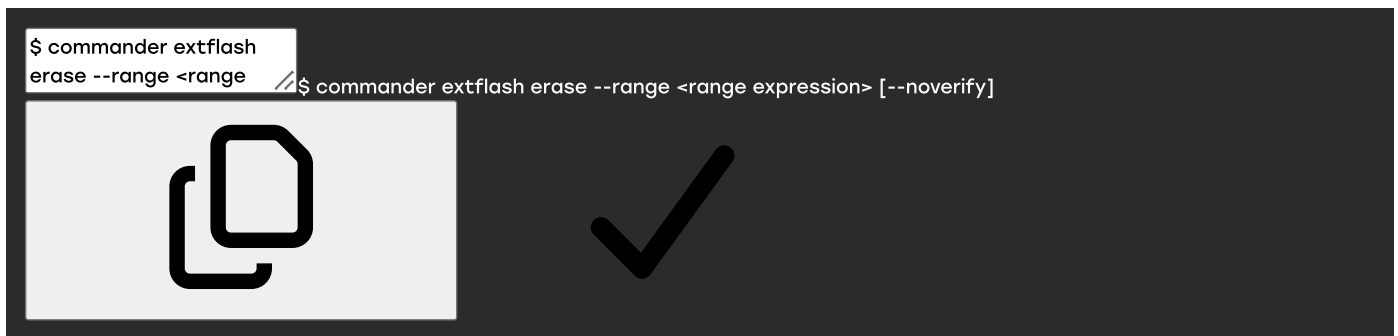 $ commander extflash
erase --range <range
$ commander extflash erase --range <range expression> [--noverify]